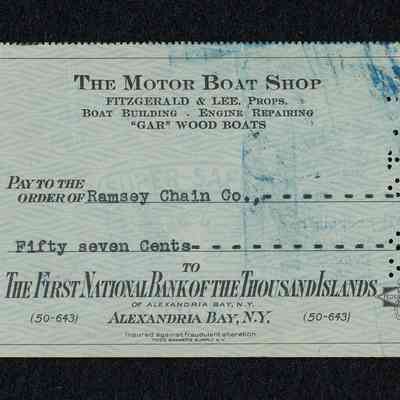 THE MOTOR BOAT SHOP
FITZGERALD & LEE, PROPS.
BOAT BUILDING . ENGINE REPAIRING
"GAR" WOOD BOATS
PAY TO THE
ORDER OF Ramsey Chain Co.,- - - - - - - - - -
Fifty seven Cents- - - - - - - - - - - - - -
TO
THE FIRST NATIONAL BANK OF THE THOUSAND ISLANDS
OF ALEXANDRIA BAY, N.Y.
(50-643) ALEXANDRIA BAY, N.Y. (50-643)
Insured against fraudulent alteration